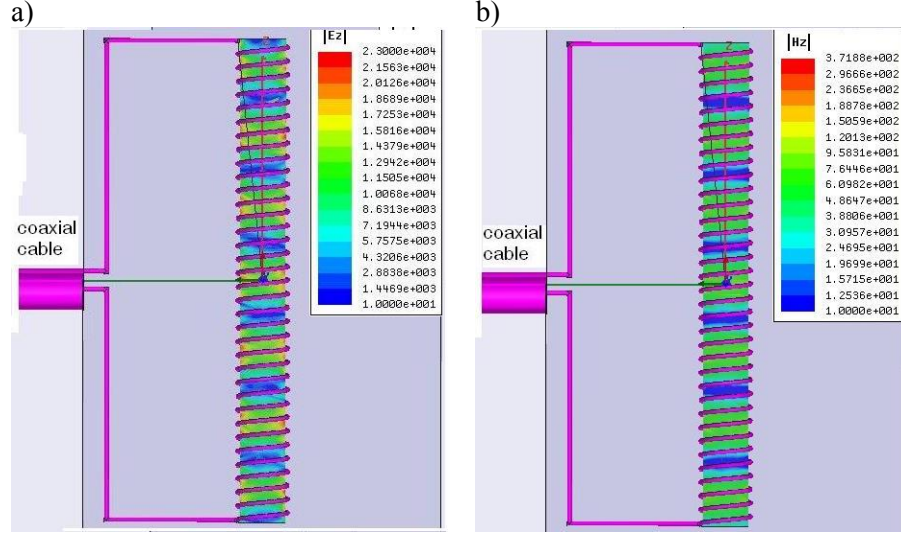 a)
|Ez|
2.3000e+004
2.1563e+004
2.0126e+004
1.8689e+004
1.7253e+004
1.5816e+004
1.4379e+004
1.2942e+004
1.1505e+004
1.0068e+004
8.6313e+003
7.1944e+003
5.7575e+003
4.3206e+003
2.8838e+003
1.4469e+003
1.0000e+001
coaxial
cable
b)
|Hz|
3.7188e+002
2.9666e+002
2.3665e+002
1.8878e+002
1.5059e+002
1.2013e+002
9.5831e+001
7.6446e+001
6.0982e+001
4.8647e+001
3.8806e+001
3.0957e+001
2.4695e+001
1.9699e+001
1.5715e+001
1.2536e+001
1.0000e+001
coaxial
cable
Z